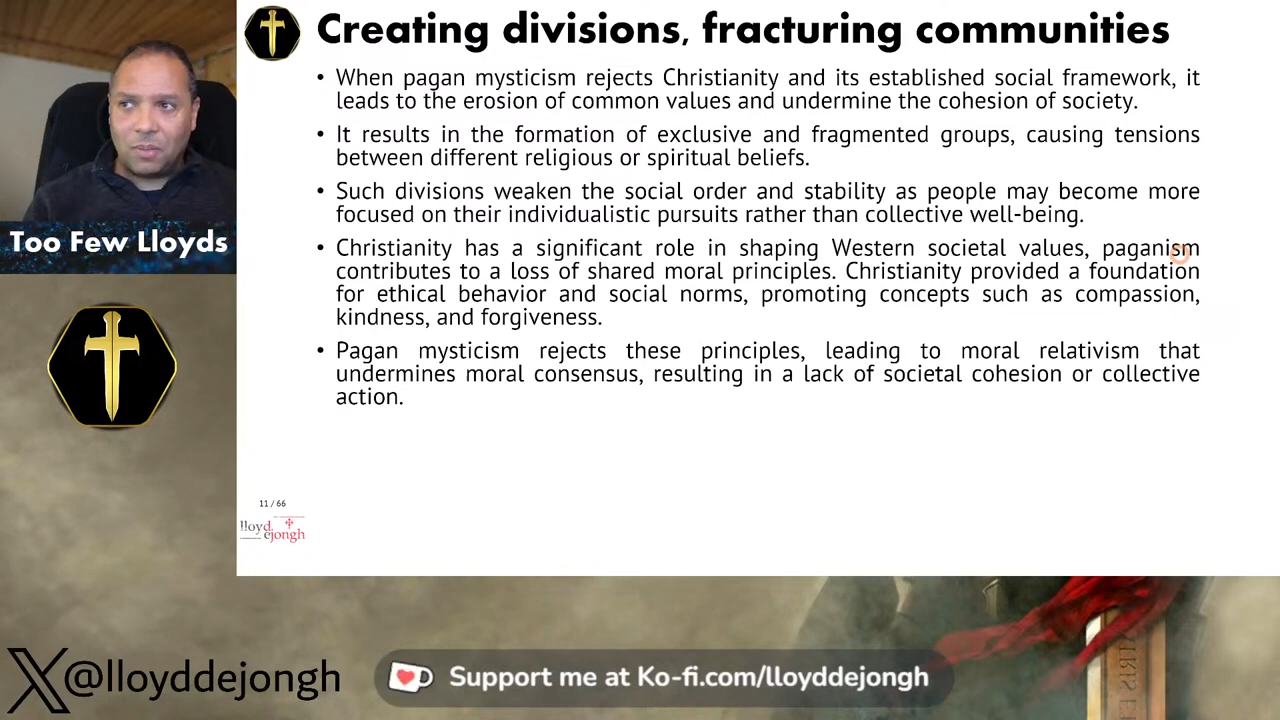 Creating divisions, fracturing communities
• When pagan mysticism rejects Christianity and its established social framework, it
leads to the erosion of common values and undermine the cohesion of society.
• It results in the formation of exclusive and fragmented groups, causing tensions
between different religious or spiritual beliefs.
• Such divisions weaken the social order and stability as people may become more
focused on their individualistic pursuits rather than collective well-being.
• Christianity has a significant role in shaping Western societal values, paganism
contributes to a loss of shared moral principles. Christianity provided a foundation
for ethical behavior and social norms, promoting concepts such as compassion,
kindness, and forgiveness.
• Pagan mysticism rejects these principles, leading to moral relativism that
undermines moral consensus, resulting in a lack of societal cohesion or collective
action.
Too Few Lloyds
11 / 66
lloyd
ejongh
X@lloyddejongh
Support me at Ko-fi.com/lloyddejongh